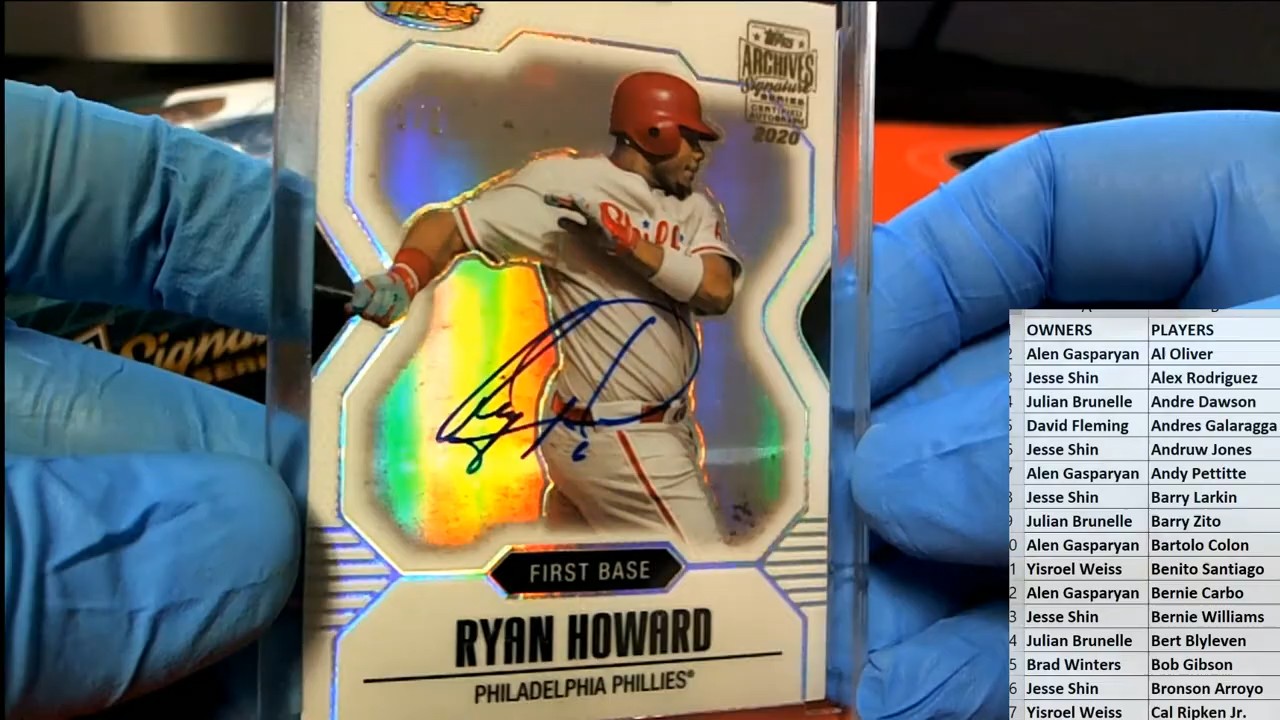 finest
Topps
ARCHIVES
Signature
SERIES
CERTIFIED
AUTOGRAPH
2020
Phill
FIRST BASE
RYAN HOWARD
PHILADELPHIA PHILLIES®
OWNERS PLAYERS
Alen Gasparyan Al Oliver
Jesse Shin Alex Rodriguez
Julian Brunelle Andre Dawson
David Fleming Andres Galaragga
Jesse Shin Andruw Jones
Alen Gasparyan Andy Pettitte
Jesse Shin Barry Larkin
Julian Brunelle Barry Zito
Alen Gasparyan Bartolo Colon
Yisroel Weiss Benito Santiago
Alen Gasparyan Bernie Carbo
Jesse Shin Bernie Williams
Julian Brunelle Bert Blyleven
Brad Winters Bob Gibson
Jesse Shin Bronson Arroyo
Yisroel Weiss Cal Ripken Jr.